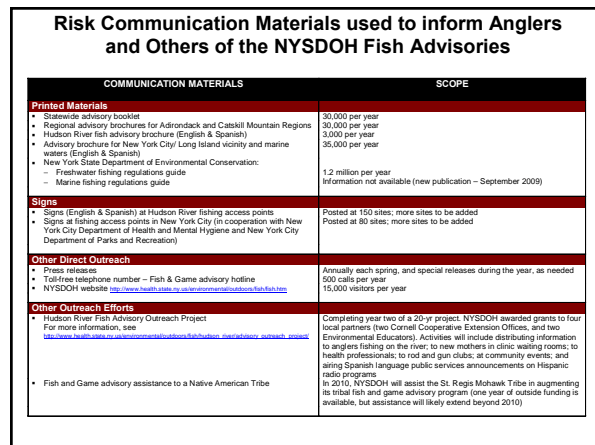 Risk Communication Materials used to inform Anglers
and Others of the NYSDOH Fish Advisories
COMMUNICATION MATERIALS
SCOPE
Printed Materials
▪ Statewide advisory booklet
30,000 per year
▪ Regional advisory brochures for Adirondack and Catskill Mountain Regions
30,000 per year
▪ Hudson River fish advisory brochure (English & Spanish)
3,000 per year
▪ Advisory brochure for New York City/ Long Island vicinity and marine
waters (English & Spanish)
35,000 per year
▪ New York State Department of Environmental Conservation:
– Freshwater fishing regulations guide
1.2 million per year
– Marine fishing regulations guide
Information not available (new publication – September 2009)
Signs
▪ Signs (English & Spanish) at Hudson River fishing access points
Posted at 150 sites; more sites to be added
▪ Signs at fishing access points in New York City (in cooperation with New
York City Department of Health and Mental Hygiene and New York City
Department of Parks and Recreation)
Posted at 80 sites; more sites to be added
Other Direct Outreach
▪ Press releases
Annually each spring, and special releases during the year, as needed
▪ Toll-free telephone number – Fish & Game advisory hotline
500 calls per year
▪ NYSDOH website http://www.health.state.ny.us/environmental/outdoors/fish/fish.htm
15,000 visitors per year
Other Outreach Efforts
▪ Hudson River Fish Advisory Outreach Project
For more information, see
http://www.health.state.ny.us/environmental/outdoors/fish/hudson_river/advisory_outreach_project/
Completing year two of a 20-yr project. NYSDOH awarded grants to four
local partners (two Cornell Cooperative Extension Offices, and two
Environmental Educators). Activities will include distributing information
to anglers fishing on the river; to new mothers in clinic waiting rooms; to
health professionals; to rod and gun clubs; at community events; and
airing Spanish language public services announcements on Hispanic
radio programs
▪ Fish and Game advisory assistance to a Native American Tribe
In 2010, NYSDOH will assist the St. Regis Mohawk Tribe in augmenting
its tribal fish and game advisory program (one year of outside funding is
available, but assistance will likely extend beyond 2010)